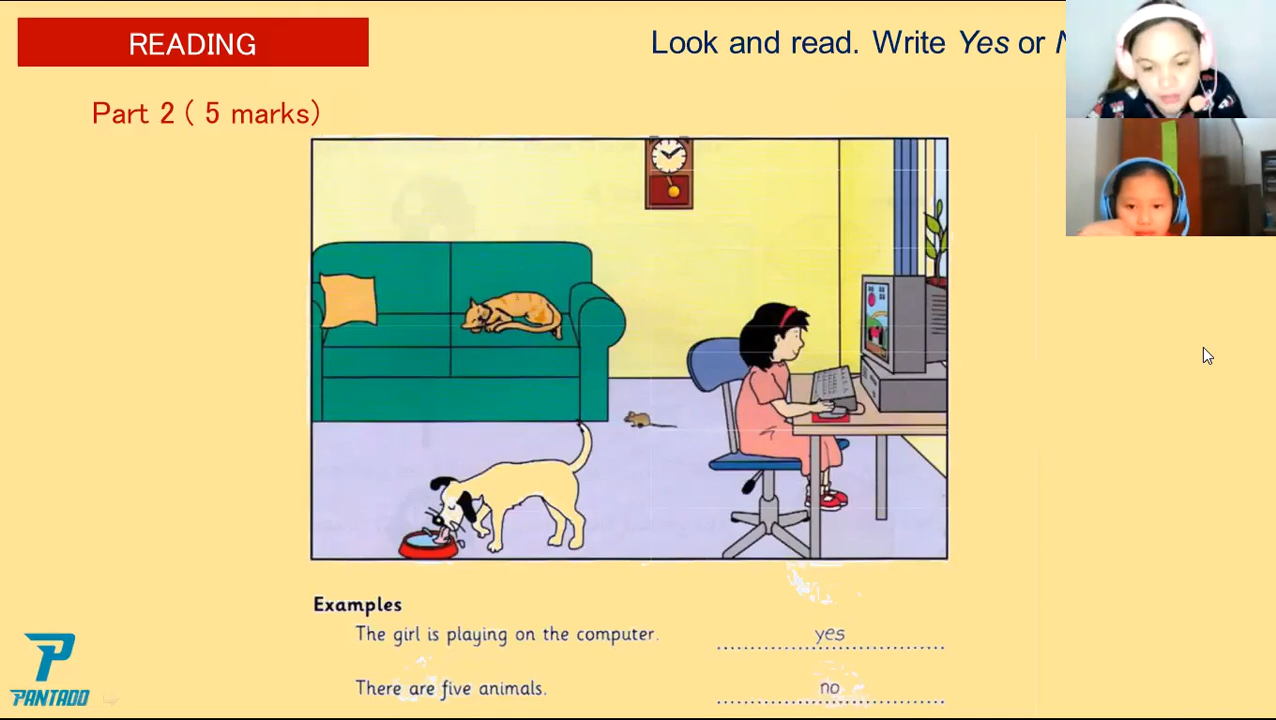 READING
Look and read. Write Yes or
Part 2 ( 5 marks)
Examples
The girl is playing on the computer. yes
There are five animals. no
PANTADO